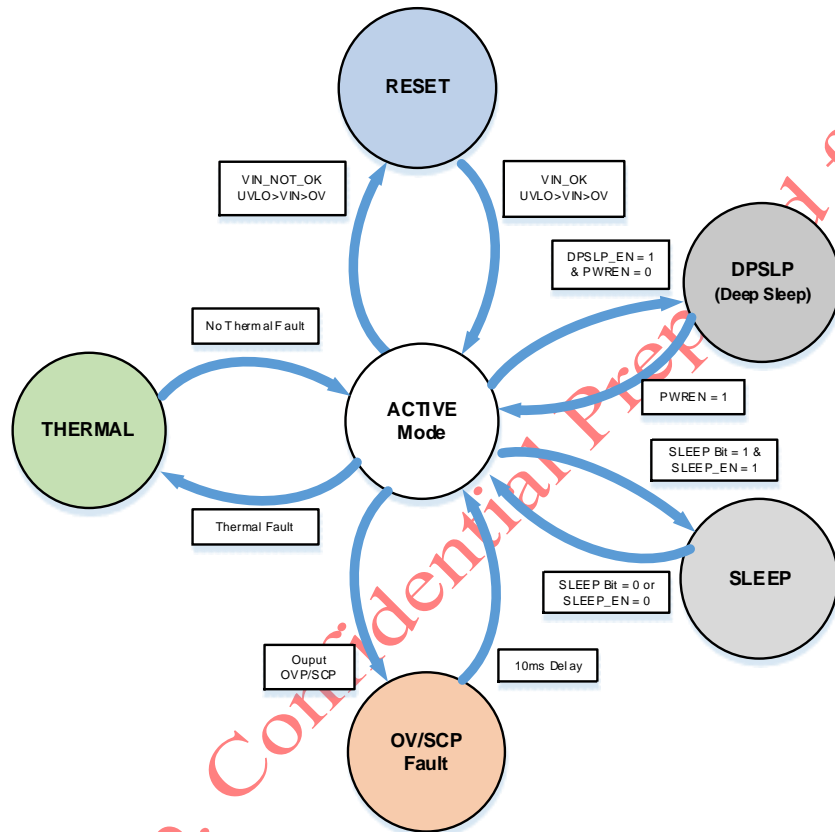 RESET
VIN_NOT_OK
UVLO>VIN>OV
VIN_OK
UVLO>VIN>OV
DPSLP_EN = 1
& PWREN = 0
DPSLP
(Deep Sleep)
No Thermal Fault
THERMAL
ACTIVE
Mode
PWREN = 1
SLEEP Bit = 1 &
SLEEP_EN = 1
Thermal Fault
SLEEP Bit = 0 or
SLEEP_EN = 0
SLEEP
Ouput
OVP/SCP
10ms Delay
OV/SCP
Fault
Confidential